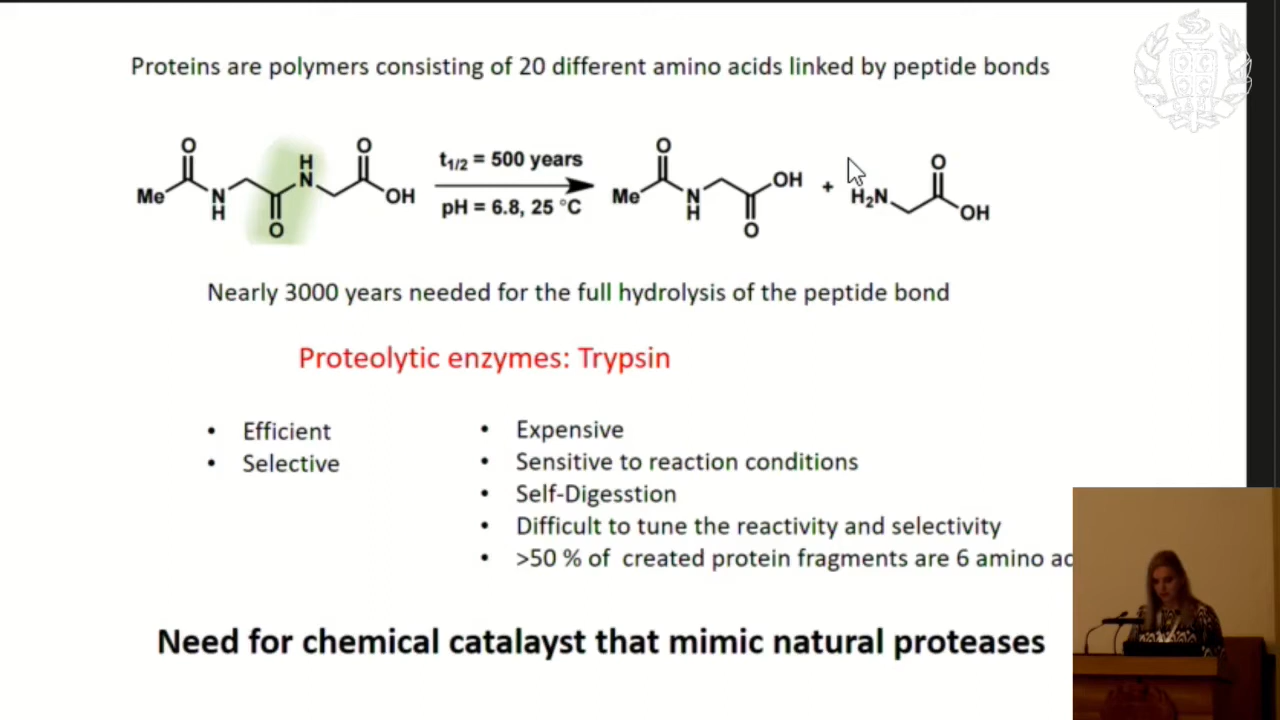 Proteins are polymers consisting of 20 different amino acids linked by peptide bonds
O H O O O
N t1/2 = 500 years OH
Me N OH pH = 6.8, 25 °C Me N + H2N OH
H O H O
Nearly 3000 years needed for the full hydrolysis of the peptide bond
Proteolytic enzymes: Trypsin
• Efficient
• Selective
• Expensive
• Sensitive to reaction conditions
• Self-Digesstion
• Difficult to tune the reactivity and selectivity
• >50 % of created protein fragments are 6 amino
Need for chemical catalayst that mimic natural proteases